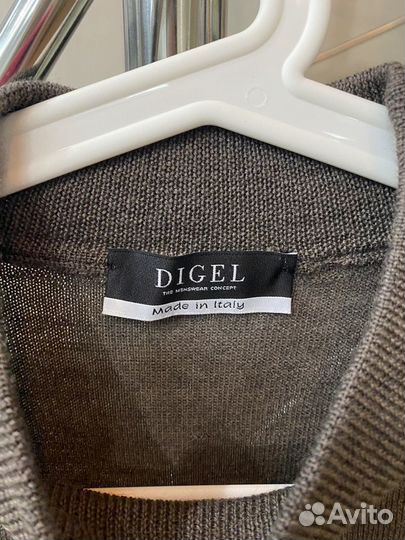 DIGEL
THE MENSWEAR CONCEPT
Made in Italy
Avito